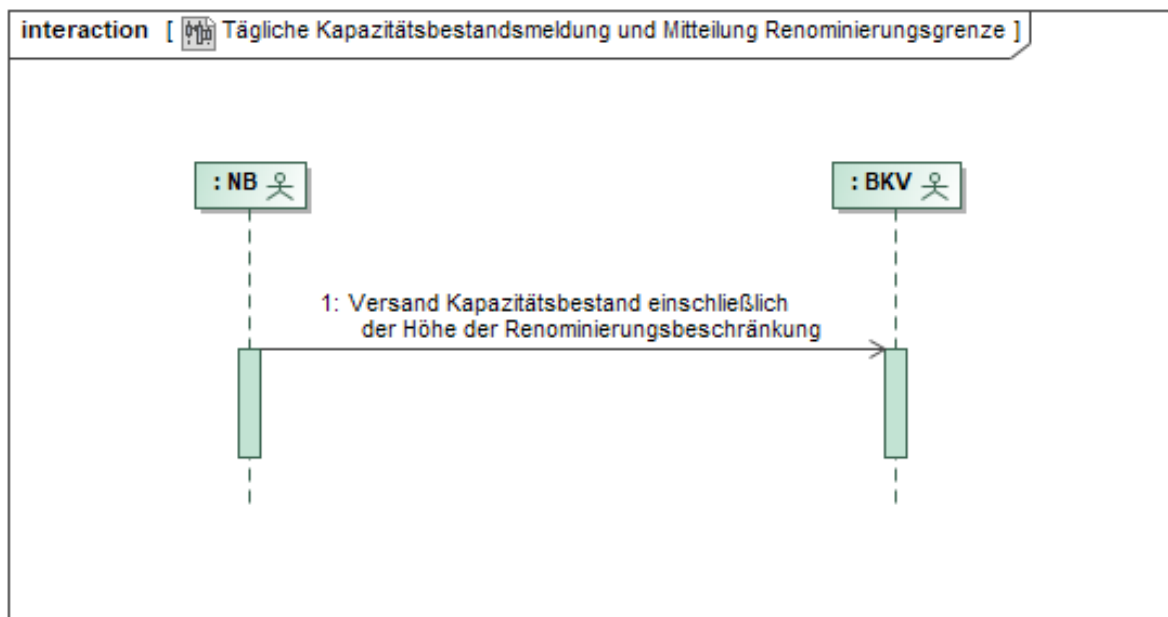 interaction [ Tägliche Kapazitätsbestandsmeldung und Mitteilung Renominierungsgrenze ]
: NB
: BKV
1: Versand Kapazitätsbestand einschließlich
der Höhe der Renominierungsbeschränkung